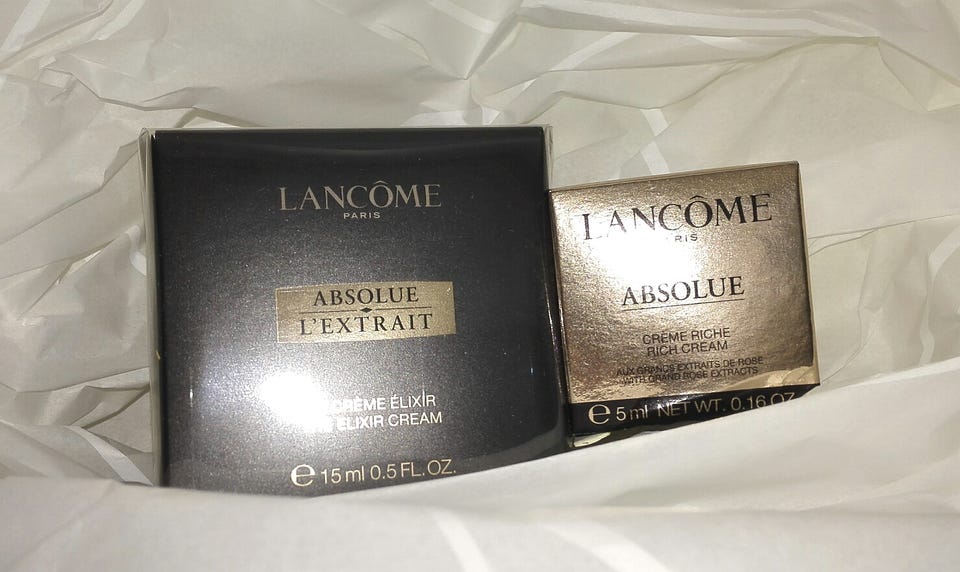 LANCÔME
PARIS
ABSOLUE
L'EXTRAIT
CRÈME ÉLIXIR
ELIXIR CREAM
℮ 15 ml 0.5 FL. OZ.
LANCÔME
ABSOLUE
CRÈME RICHE
RICH CREAM
AUX GRANDS EXTRAITS DE ROSE
WITH GRAND ROSE EXTRACTS
℮ 5 ml NET WT. 0.16 OZ.